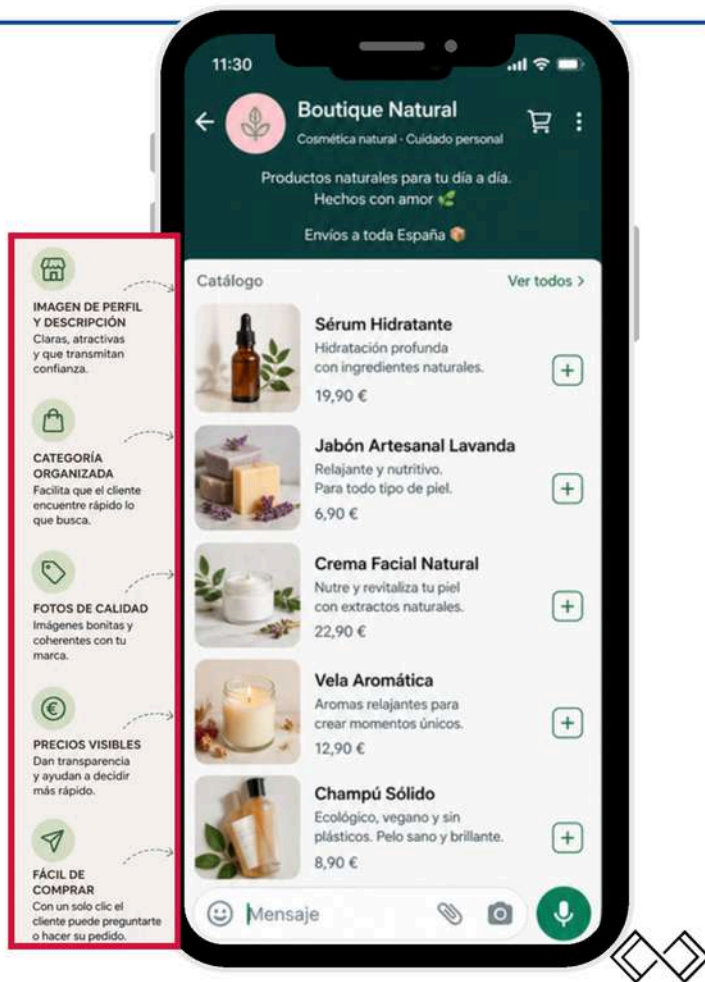 11:30
Boutique Natural
Cosmética natural · Cuidado personal
Productos naturales para tu día a día.
Hechos con amor 🌿
Envíos a toda España 📦
IMAGEN DE PERFIL
Y DESCRIPCIÓN
Claras, atractivas
y que transmitan
confianza.
CATEGORÍA
ORGANIZADA
Facilita que el cliente
encuentre rápido lo
que busca.
FOTOS DE CALIDAD
Imágenes bonitas y
coherentes con tu
marca.
PRECIOS VISIBLES
Dan transparencia
y ayudan a decidir
más rápido.
FÁCIL DE
COMPRAR
Con un solo clic el
cliente puede preguntarte
o hacer su pedido.
Catálogo
Ver todos >
Sérum Hidratante
Hidratación profunda
con ingredientes naturales.
19,90 €
Jabón Artesanal Lavanda
Relajante y nutritivo.
Para todo tipo de piel.
6,90 €
Crema Facial Natural
Nutre y revitaliza tu piel
con extractos naturales.
22,90 €
Vela Aromática
Aromas relajantes para
crear momentos únicos.
12,90 €
Champú Sólido
Ecológico, vegano y sin
plásticos. Pelo sano y brillante.
8,90 €
Mensaje